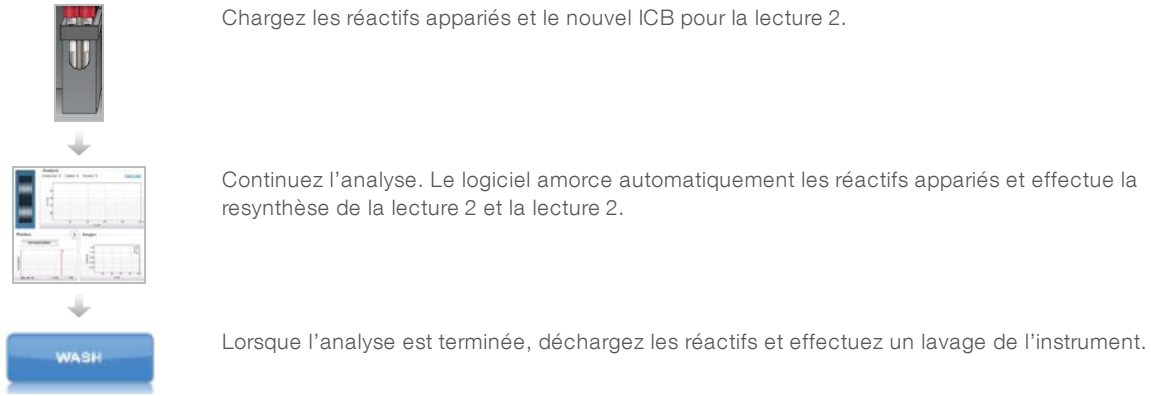 Chargez les réactifs appariés et le nouvel ICB pour la lecture 2.
Continuez l'analyse. Le logiciel amorce automatiquement les réactifs appariés et effectue la
resynthèse de la lecture 2 et la lecture 2.
WASH
Lorsque l'analyse est terminée, déchargez les réactifs et effectuez un lavage de l'instrument.